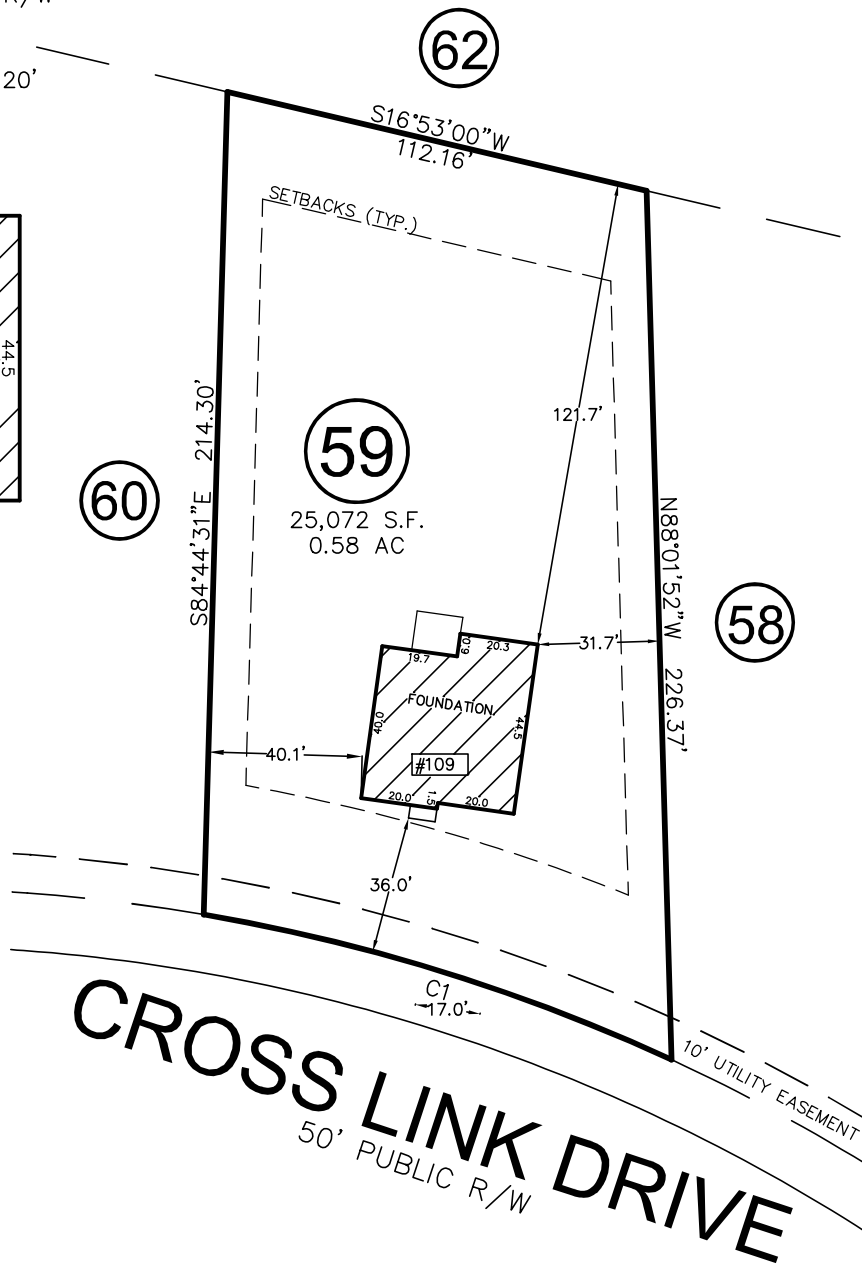 62
20'
S16°53'00"W
112.16'
SETBACKS (TYP.)
44.5
S84°44'31"E 214.30'
121.7'
59
60
25,072 S.F.
0.58 AC
N88°01'52"W 226.37'
58
19.7
6.0
20.3
31.7'
FOUNDATION
40.0
44.5
40.1'
#109
20.0
1.5
20.0
36.0'
C1
17.0'
CROSS LINK DRIVE
50' PUBLIC R/W
10' UTILITY EASEMENT